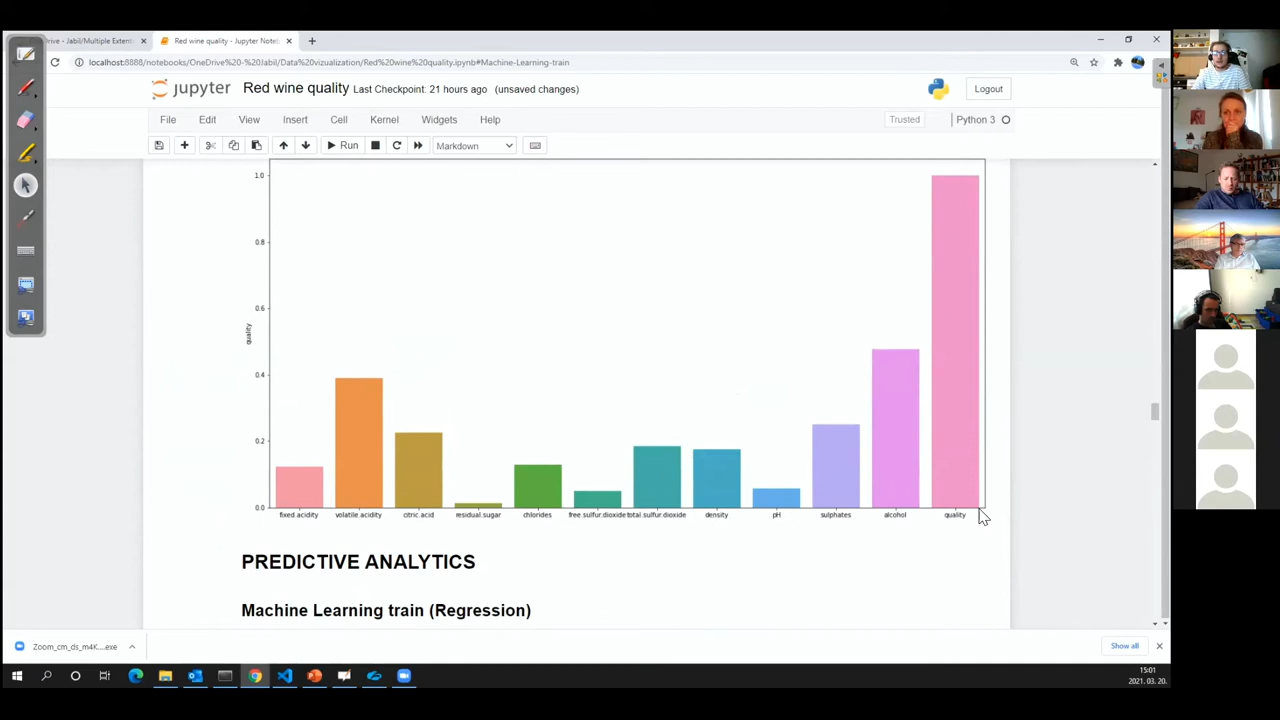 rive - Jabil/Multiple Extent
Red wine quality - Jupyter Noteb
localhost:8888/notebooks/OneDrive%20-%20Jabil/Data%20vizualization/Red%20wine%20quality.ipynb#Machine-Learning-train
jupyter Red wine quality Last Checkpoint: 21 hours ago (unsaved changes)
Logout
File Edit View Insert Cell Kernel Widgets Help
Trusted
Python 3
Run
Markdown
1.0
0.8
0.6
0.4
0.2
0.0
quality
fixed.acidity volatile.acidity citric.acid residual.sugar chlorides free.sulfur.dioxide total.sulfur.dioxide density pH sulphates alcohol quality
PREDICTIVE ANALYTICS
Machine Learning train (Regression)
Zoom_cm_ds_m4K....exe
Show all
15:01
2021. 03. 20.